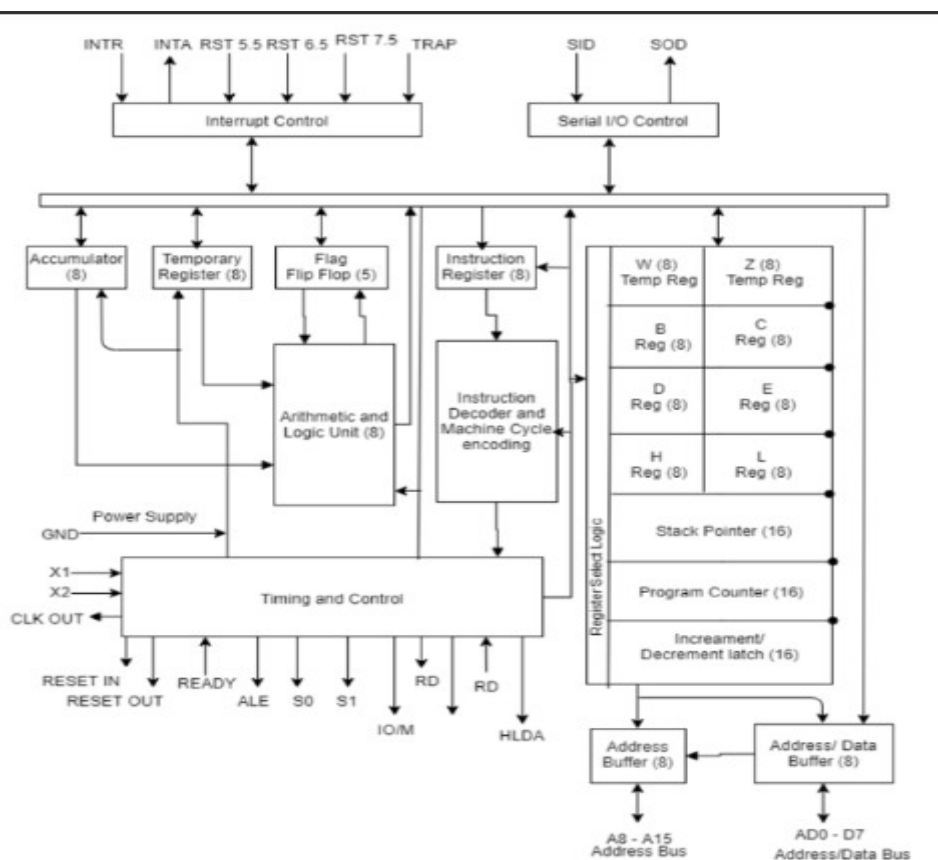 INTR INTA RST 5.5 RST 6.5 RST 7.5 TRAP SID SOD
Interrupt Control
Serial I/O Control
Accumulator
(8)
Temporary
Register (8)
Flag
Flip Flop (5)
Instruction
Register (8)
W (8)
Temp Reg
Z (8)
Temp Reg
B
Reg (8)
C
Reg (8)
Arithmetic and
Logic Unit (8)
Instruction
Decoder and
Machine Cycle
encoding
D
Reg (8)
E
Reg (8)
H
Reg (8)
L
Reg (8)
Register Select Logic
Stack Pointer (16)
Program Counter (16)
Increament/
Decrement latch (16)
Power Supply
GND
X1
X2
CLK OUT
Timing and Control
RESET IN
RESET OUT
READY
ALE
S0
S1
IO/M
RD
RD
HLDA
Address
Buffer (8)
Address/ Data
Buffer (8)
A8 - A15
Address Bus
AD0 - D7
Address/Data Bus